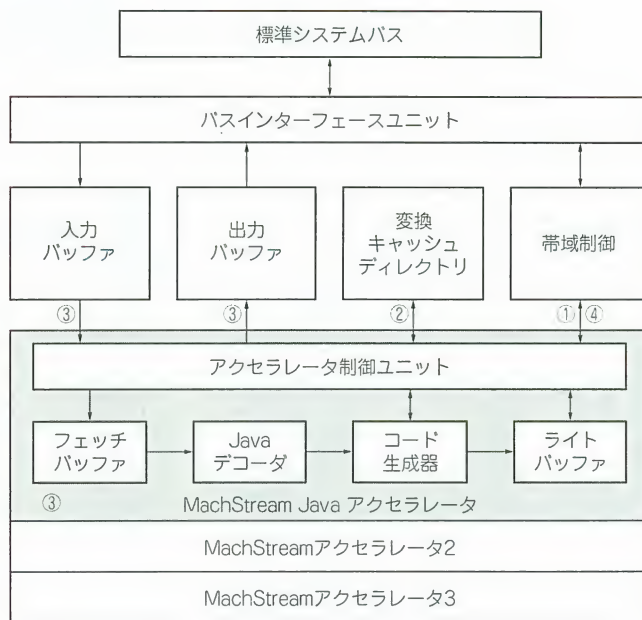 標準システムバス
バスインターフェースユニット
入力
バッファ
出力
バッファ
変換
キャッシュ
ディレクトリ
帯域制御
③
③
②
① ④
アクセラレータ制御ユニット
フェッチ
バッファ
Java
デコーダ
コード
生成器
ライト
バッファ
③
MachStream Java アクセラレータ
MachStreamアクセラレータ2
MachStreamアクセラレータ3